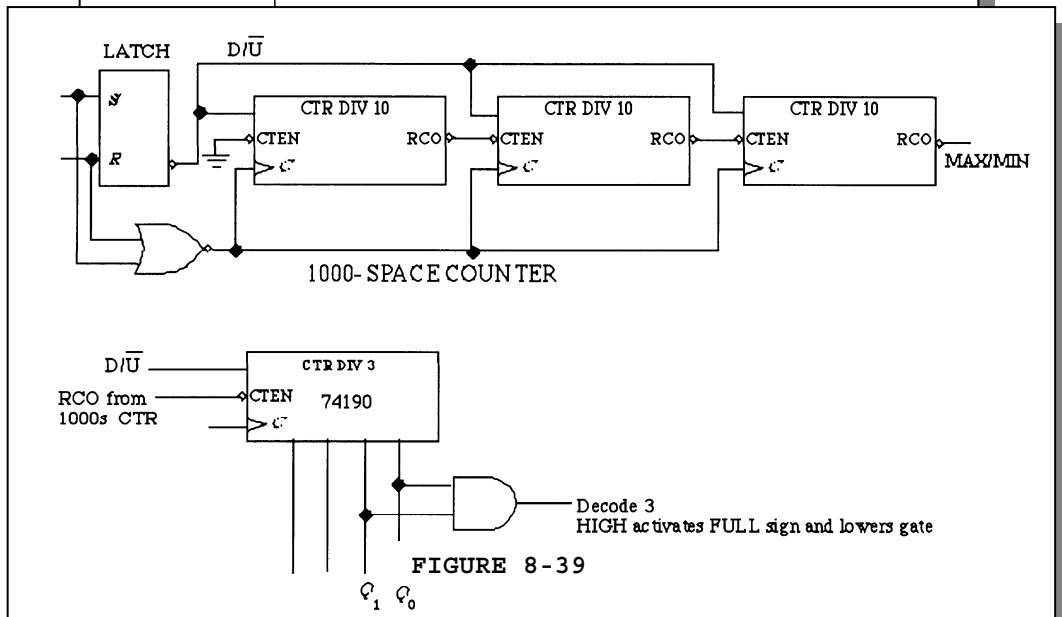 LATCH
D/U̅
S
R
CTR DIV 10
CTEN
C
RCO
CTR DIV 10
CTEN
C
RCO
CTR DIV 10
CTEN
C
RCO
MAX/MIN
1000-SPACE COUNTER
D/U̅
RCO from
1000s CTR
CTR DIV 3
CTEN
74190
C
Decode 3
HIGH activates FULL sign and lowers gate
FIGURE 8-39
Q1 Q0